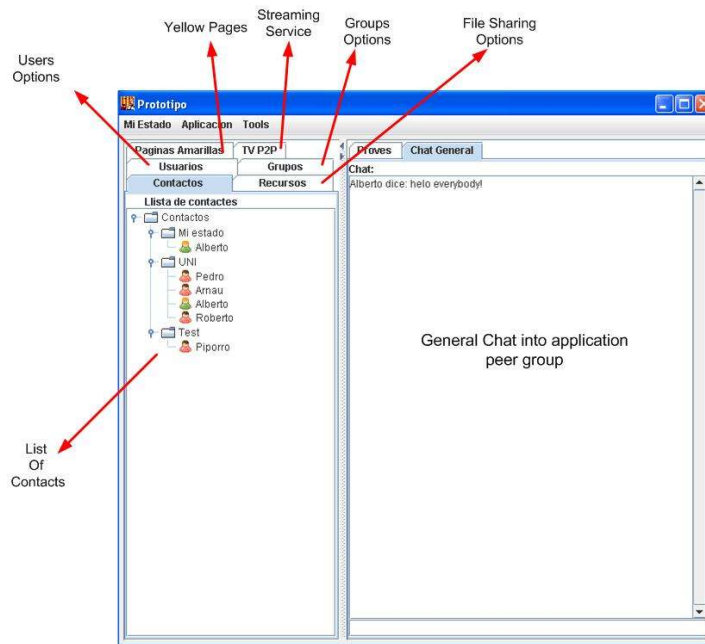 Yellow Pages
Streaming
Service
Groups
Options
File Sharing
Options
Users
Options
Prototipo
Mi Estado Aplicacion Tools
Paginas Amarillas TV P2P
Usuarios Grupos
Contactos Recursos
Proves Chat General
Llista de contactes
Contactos
Mi estado
Alberto
UNI
Pedro
Arnau
Alberto
Roberto
Test
Piporro
Chat:
Alberto dice: helo everybody!
General Chat into application
peer group
List
Of
Contacts